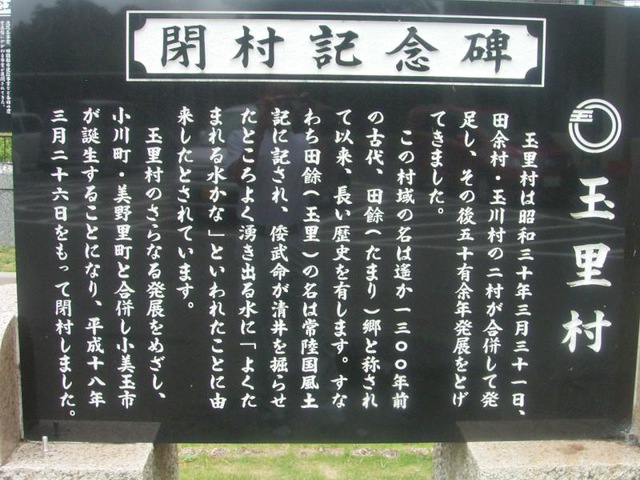 閉村記念碑
玉里村
玉里村は昭和三十年三月三十一日、
田余村・玉川村の二村が合併して発
足し、その後五十有余年発展をとげ
てきました。
この村域の名は遙か一三〇〇年前
の古代、田餘（たまり）郷と称され
て以来、長い歴史を有します。すな
わち田餘（玉里）の名は常陸国風土
記に記され、倭武命が清井を掘らせ
たところよく湧き出る水に「よくた
まれる水かな」といわれたことに由
来したとされています。
玉里村のさらなる発展をめざし、
小川町・美野里町と合併し小美玉市
が誕生することになり、平成十八年
三月二十六日をもって閉村しました。